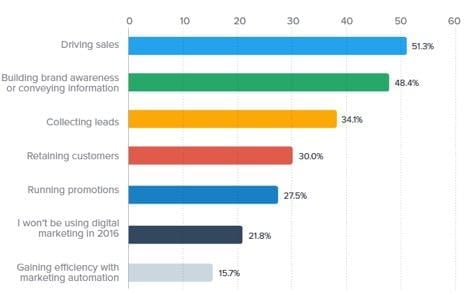 0 10 20 30 40 50 60
Driving sales 51.3%
Building brand awareness
or conveying information 48.4%
Collecting leads 34.1%
Retaining customers 30.0%
Running promotions 27.5%
I won't be using digital
marketing in 2016 21.8%
Gaining efficiency with
marketing automation 15.7%